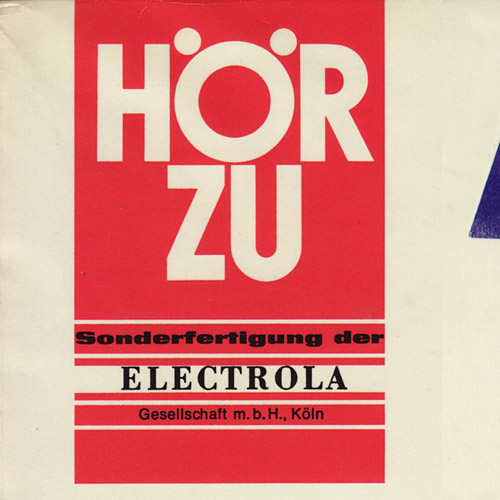 HÖR
ZU
Sonderfertigung der
ELECTROLA
Gesellschaft m. b. H., Köln